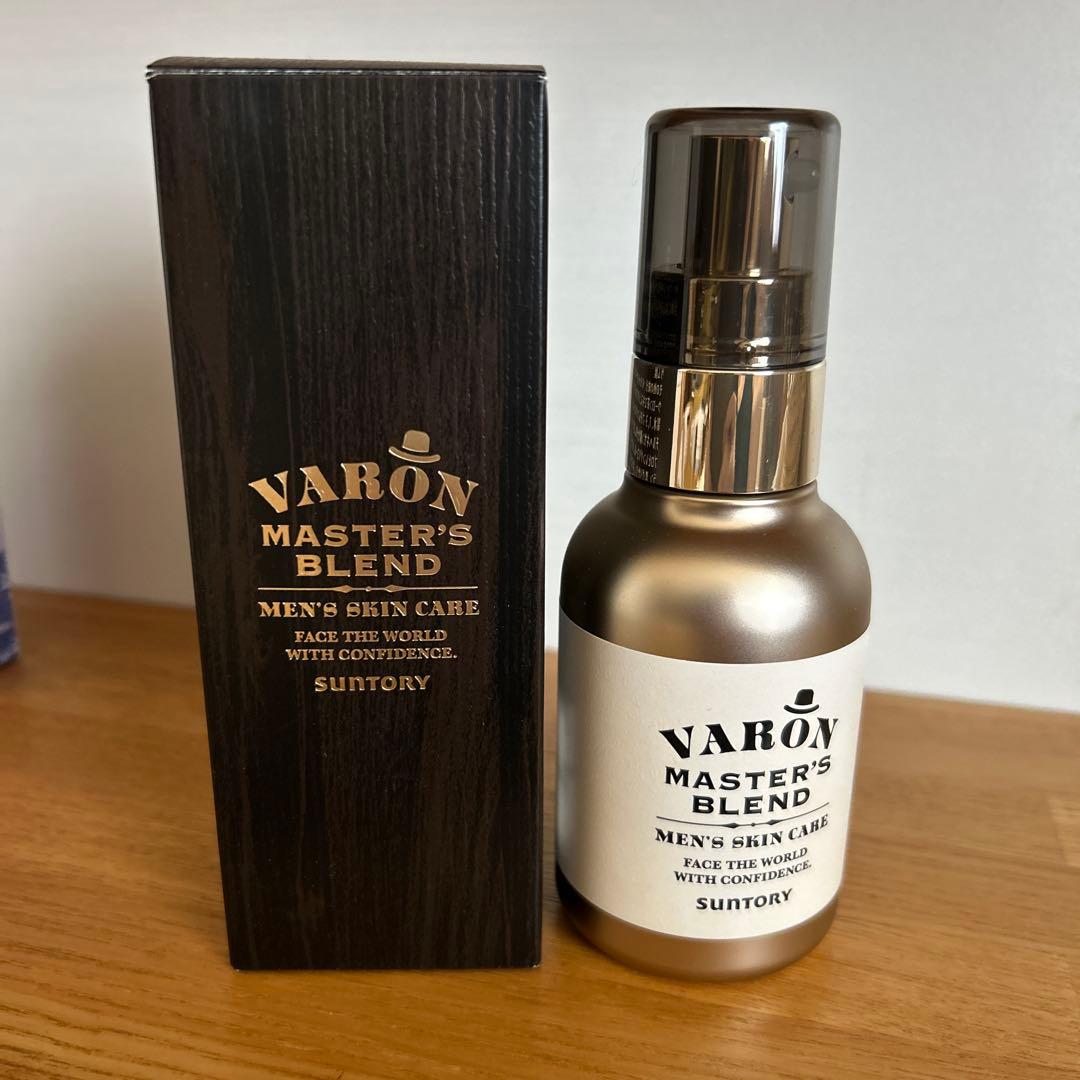 VARON
MASTER'S
BLEND
MEN'S SKIN CARE
FACE THE WORLD
WITH CONFIDENCE.
SUNTORY
VARON
MASTER'S
BLEND
MEN'S SKIN CARE
FACE THE WORLD
WITH CONFIDENCE.
SUNTORY